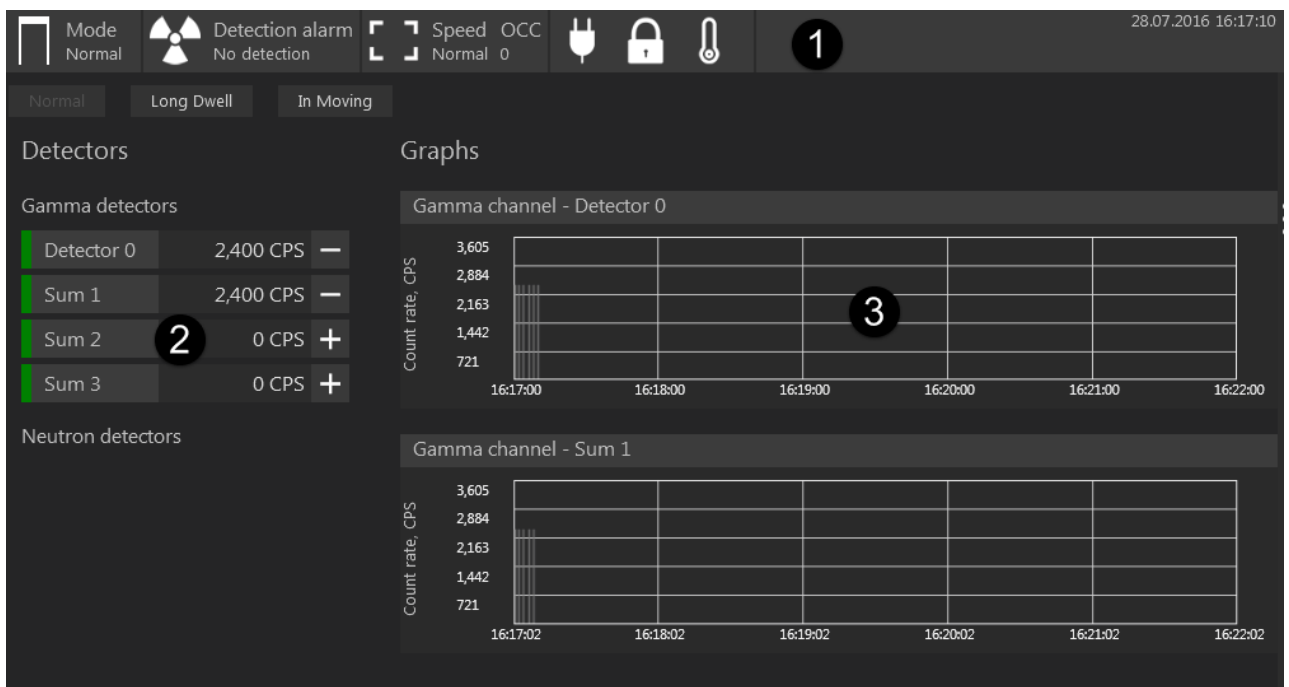 Mode
Normal
Detection alarm
No detection
Speed OCC
Normal 0
1
28.07.2016 16:17:10
Normal
Long Dwell
In Moving
Detectors
Gamma detectors
Detector 0 2,400 CPS
Sum 1 2,400 CPS
Sum 2 0 CPS
2
Sum 3 0 CPS
Neutron detectors
Graphs
Gamma channel - Detector 0
Count rate, CPS
3,605
2,884
2,163
1,442
721
3
16:17:00 16:18:00 16:19:00 16:20:00 16:21:00 16:22:00
Gamma channel - Sum 1
Count rate, CPS
3,605
2,884
2,163
1,442
721
16:17:02 16:18:02 16:19:02 16:20:02 16:21:02 16:22:02